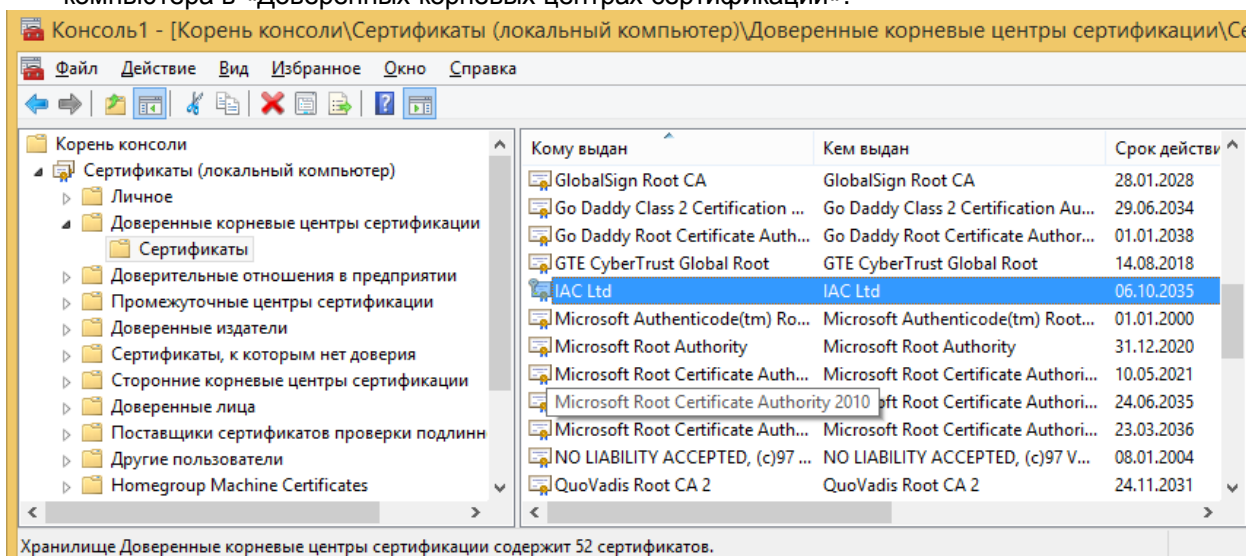 компьютера в «Доверенных корневых центрах сертификации»:
Консоль1 - [Корень консоли\Сертификаты (локальный компьютер)\Доверенные корневые центры сертификации\Се
Файл Действие Вид Избранное Окно Справка
Корень консоли
Сертификаты (локальный компьютер)
Личное
Доверенные корневые центры сертификации
Сертификаты
Доверительные отношения в предприятии
Промежуточные центры сертификации
Доверенные издатели
Сертификаты, к которым нет доверия
Сторонние корневые центры сертификации
Доверенные лица
Поставщики сертификатов проверки подлинн
Другие пользователи
Homegroup Machine Certificates
Кому выдан Кем выдан Срок действи
GlobalSign Root CA GlobalSign Root CA 28.01.2028
Go Daddy Class 2 Certification ... Go Daddy Class 2 Certification Au... 29.06.2034
Go Daddy Root Certificate Auth... Go Daddy Root Certificate Author... 01.01.2038
GTE CyberTrust Global Root GTE CyberTrust Global Root 14.08.2018
IAC Ltd IAC Ltd 06.10.2035
Microsoft Authenticode(tm) Ro... Microsoft Authenticode(tm) Root... 01.01.2000
Microsoft Root Authority Microsoft Root Authority 31.12.2020
Microsoft Root Certificate Auth... Microsoft Root Certificate Authori... 10.05.2021
Microsoft Root Certificate Authority 2010 ft Root Certificate Authori... 24.06.2035
Microsoft Root Certificate Auth... Microsoft Root Certificate Authori... 23.03.2036
NO LIABILITY ACCEPTED, (c)97 ... NO LIABILITY ACCEPTED, (c)97 V... 08.01.2004
QuoVadis Root CA 2 QuoVadis Root CA 2 24.11.2031
Хранилище Доверенные корневые центры сертификации содержит 52 сертификатов.